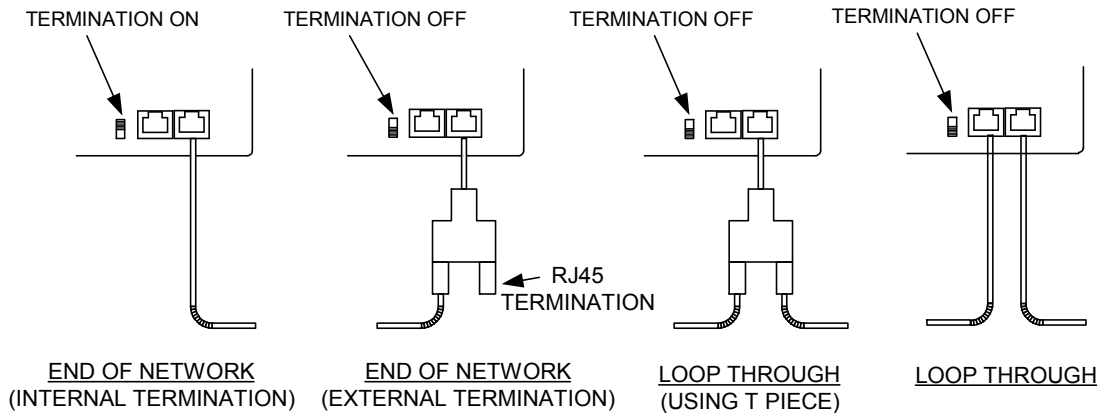 TERMINATION ON
TERMINATION OFF
TERMINATION OFF
TERMINATION OFF
RJ45
TERMINATION
END OF NETWORK
(INTERNAL TERMINATION)
END OF NETWORK
(EXTERNAL TERMINATION)
LOOP THROUGH
(USING T PIECE)
LOOP THROUGH